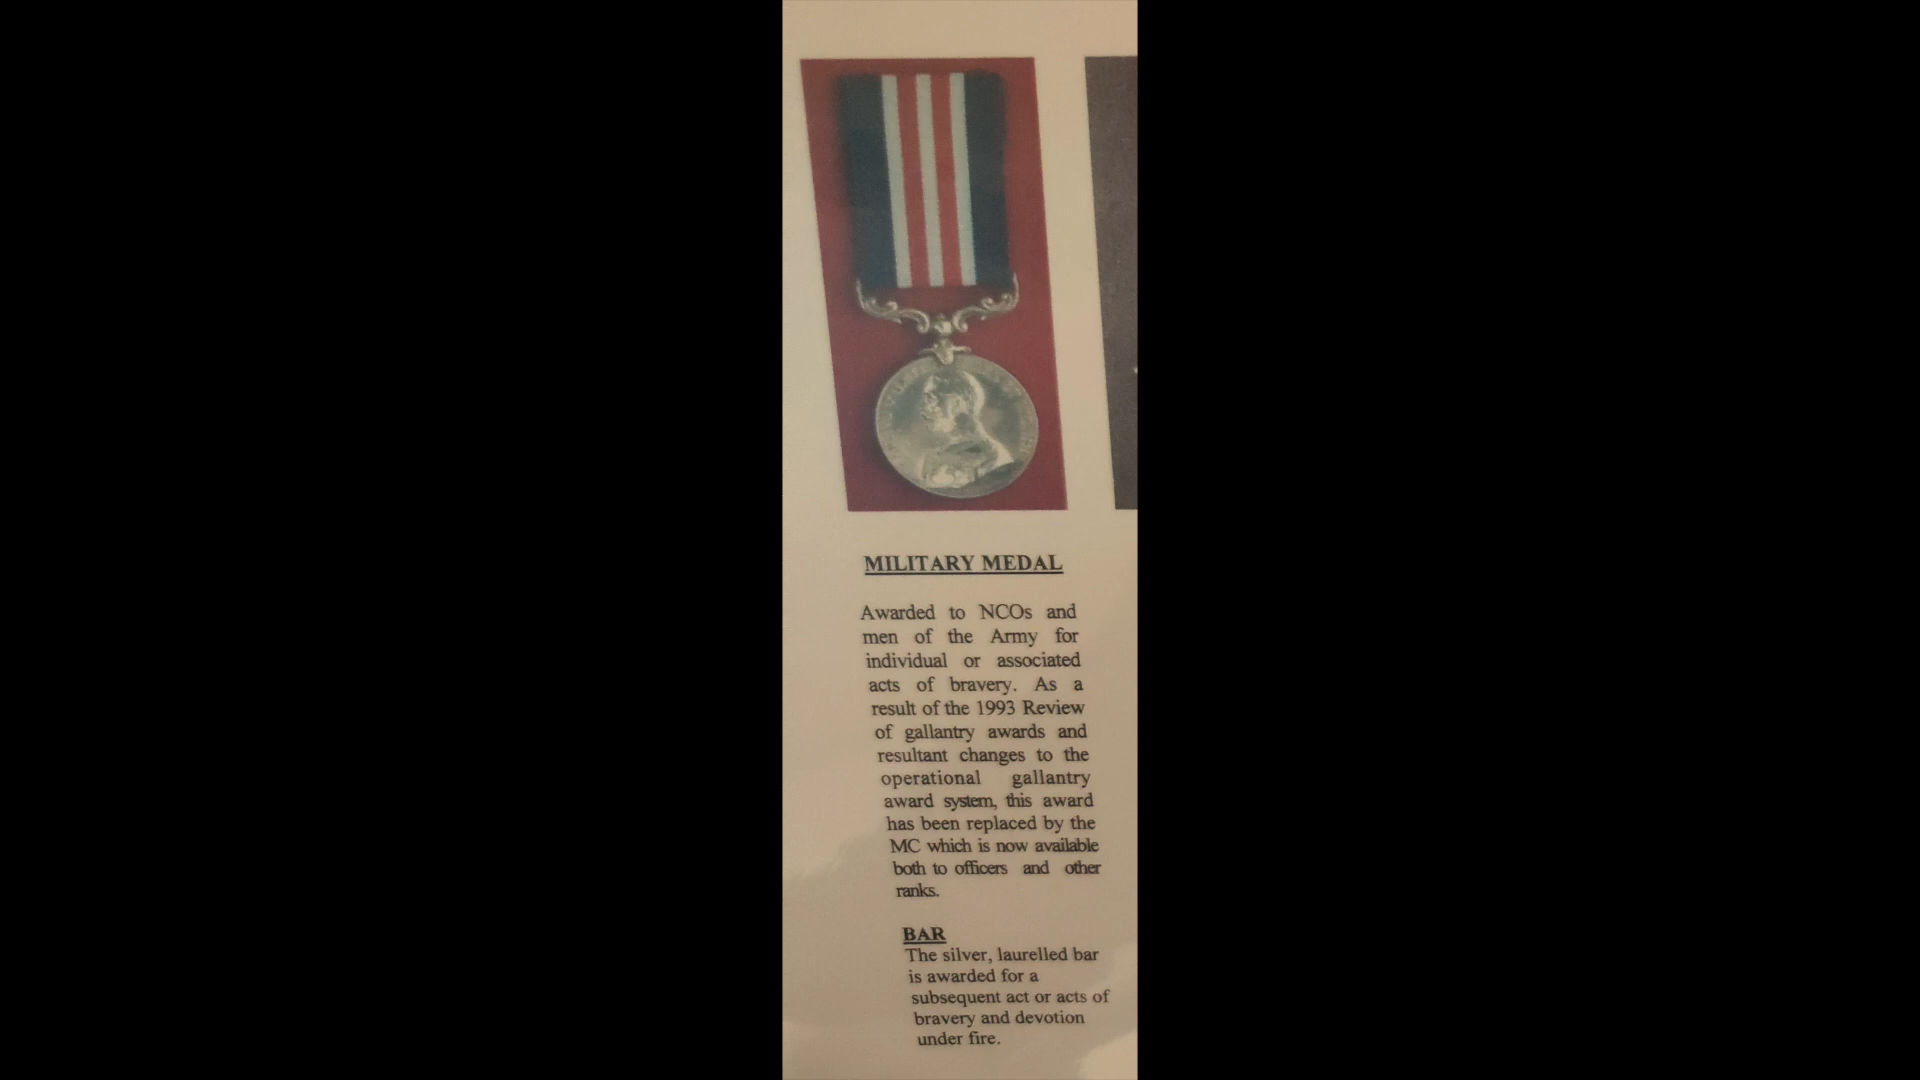 MILITARY MEDAL
Awarded to NCOs and
men of the Army for
individual or associated
acts of bravery. As a
result of the 1993 Review
of gallantry awards and
resultant changes to the
operational gallantry
award system, this award
has been replaced by the
MC which is now available
both to officers and other
ranks.
BAR
The silver, laurelled bar
is awarded for a
subsequent act or acts of
bravery and devotion
under fire.